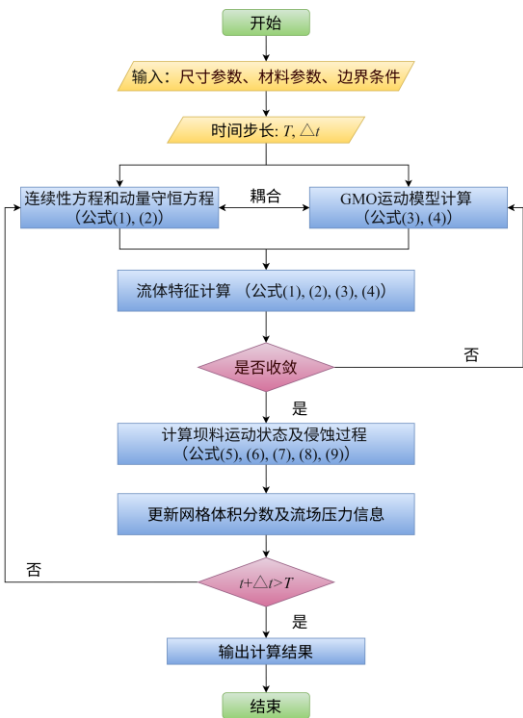 开始
输入：尺寸参数、材料参数、边界条件
时间步长: T, △t
连续性方程和动量守恒方程
（公式(1), (2)）
耦合
GMO运动模型计算
（公式(3), (4)）
流体特征计算 （公式(1), (2), (3), (4)）
是否收敛
否
是
计算坝料运动状态及侵蚀过程
（公式(5), (6), (7), (8), (9)）
更新网格体积分数及流场压力信息
否
t+△t>T
是
输出计算结果
结束